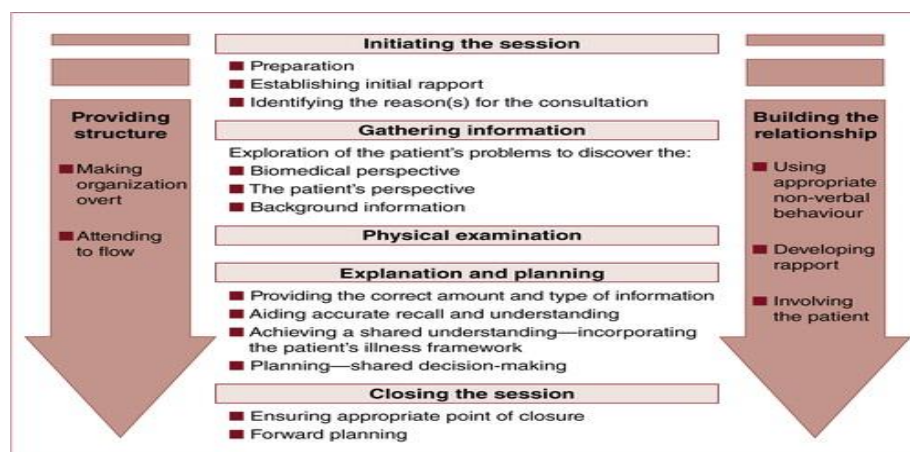 Providing
structure
Making
organization
overt
Attending
to flow
Initiating the session
Preparation
Establishing initial rapport
Identifying the reason(s) for the consultation
Gathering information
Exploration of the patient's problems to discover the:
Biomedical perspective
The patient's perspective
Background information
Physical examination
Explanation and planning
Providing the correct amount and type of information
Aiding accurate recall and understanding
Achieving a shared understanding—incorporating
the patient's illness framework
Planning—shared decision-making
Closing the session
Ensuring appropriate point of closure
Forward planning
Building the
relationship
Using
appropriate
non-verbal
behaviour
Developing
rapport
Involving
the patient